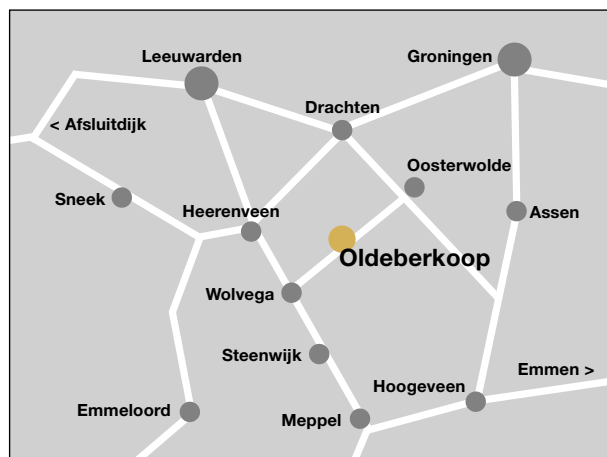 Leeuwarden
Groningen
Drachten
< Afsluitdijk
Oosterwolde
Sneek
Heerenveen
Assen
Oldeberkoop
Wolvega
Steenwijk
Emmen >
Hoogeveen
Emmeloord
Meppel